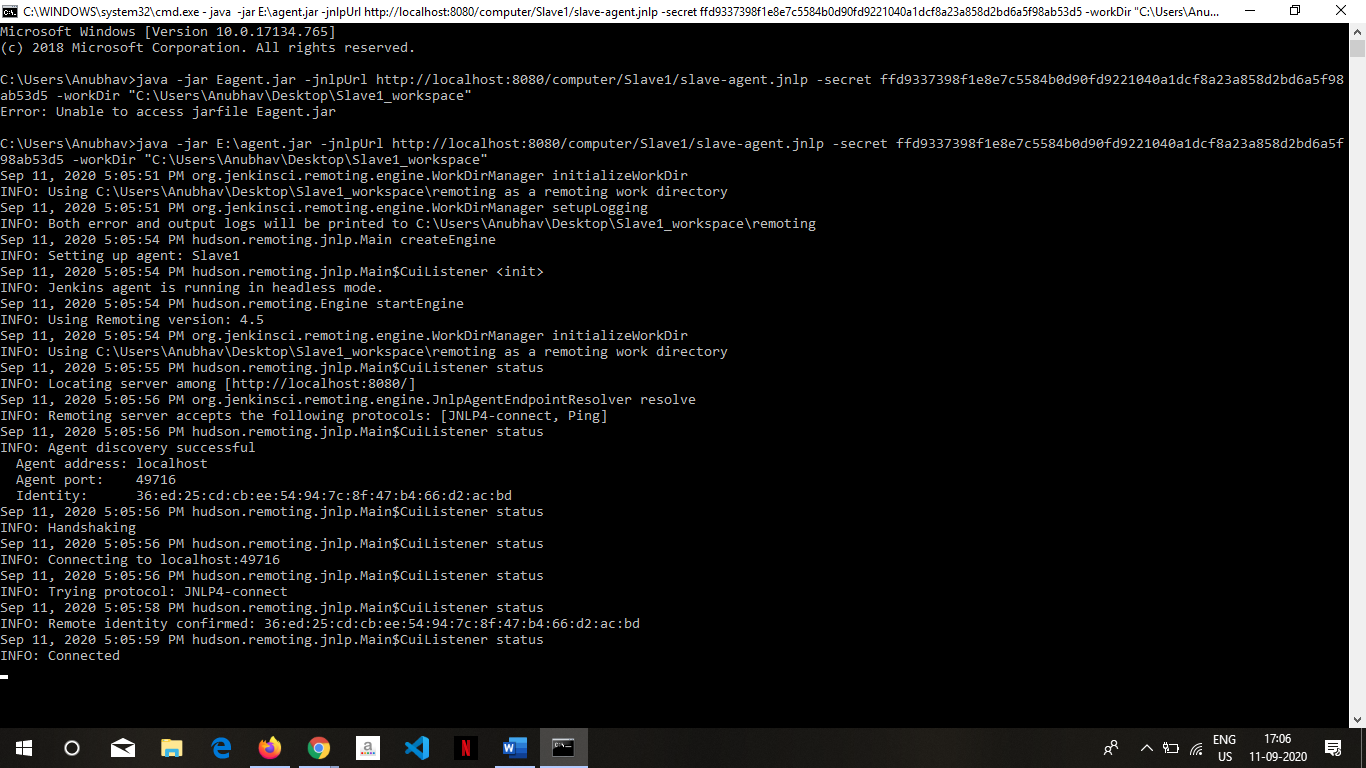 C:\WINDOWS\system32\cmd.exe - java -jar E:\agent.jar -jnlpUrl http://localhost:8080/computer/Slave1/slave-agent.jnlp -secret ffd9337398f1e8e7c5584b0d90fd9221040a1dcf8a23a858d2bd6a5f98ab53d5 -workDir "C:\Users\Anu...
Microsoft Windows [Version 10.0.17134.765]
(c) 2018 Microsoft Corporation. All rights reserved.
C:\Users\Anubhav>java -jar Eagent.jar -jnlpUrl http://localhost:8080/computer/Slave1/slave-agent.jnlp -secret ffd9337398f1e8e7c5584b0d90fd9221040a1dcf8a23a858d2bd6a5f98
ab53d5 -workDir "C:\Users\Anubhav\Desktop\Slave1_workspace"
Error: Unable to access jarfile Eagent.jar
C:\Users\Anubhav>java -jar E:\agent.jar -jnlpUrl http://localhost:8080/computer/Slave1/slave-agent.jnlp -secret ffd9337398f1e8e7c5584b0d90fd9221040a1dcf8a23a858d2bd6a5f
98ab53d5 -workDir "C:\Users\Anubhav\Desktop\Slave1_workspace"
Sep 11, 2020 5:05:51 PM org.jenkinsci.remoting.engine.WorkDirManager initializeWorkDir
INFO: Using C:\Users\Anubhav\Desktop\Slave1_workspace\remoting as a remoting work directory
Sep 11, 2020 5:05:51 PM org.jenkinsci.remoting.engine.WorkDirManager setupLogging
INFO: Both error and output logs will be printed to C:\Users\Anubhav\Desktop\Slave1_workspace\remoting
Sep 11, 2020 5:05:54 PM hudson.remoting.jnlp.Main createEngine
INFO: Setting up agent: Slave1
Sep 11, 2020 5:05:54 PM hudson.remoting.jnlp.Main$CuiListener <init>
INFO: Jenkins agent is running in headless mode.
Sep 11, 2020 5:05:54 PM hudson.remoting.Engine startEngine
INFO: Using Remoting version: 4.5
Sep 11, 2020 5:05:54 PM org.jenkinsci.remoting.engine.WorkDirManager initializeWorkDir
INFO: Using C:\Users\Anubhav\Desktop\Slave1_workspace\remoting as a remoting work directory
Sep 11, 2020 5:05:55 PM hudson.remoting.jnlp.Main$CuiListener status
INFO: Locating server among [http://localhost:8080/]
Sep 11, 2020 5:05:56 PM org.jenkinsci.remoting.engine.JnlpAgentEndpointResolver resolve
INFO: Remoting server accepts the following protocols: [JNLP4-connect, Ping]
Sep 11, 2020 5:05:56 PM hudson.remoting.jnlp.Main$CuiListener status
INFO: Agent discovery successful
Agent address: localhost
Agent port: 49716
Identity: 36:ed:25:cd:cb:ee:54:94:7c:8f:47:b4:66:d2:ac:bd
Sep 11, 2020 5:05:56 PM hudson.remoting.jnlp.Main$CuiListener status
INFO: Handshaking
Sep 11, 2020 5:05:56 PM hudson.remoting.jnlp.Main$CuiListener status
INFO: Connecting to localhost:49716
Sep 11, 2020 5:05:56 PM hudson.remoting.jnlp.Main$CuiListener status
INFO: Trying protocol: JNLP4-connect
Sep 11, 2020 5:05:58 PM hudson.remoting.jnlp.Main$CuiListener status
INFO: Remote identity confirmed: 36:ed:25:cd:cb:ee:54:94:7c:8f:47:b4:66:d2:ac:bd
Sep 11, 2020 5:05:59 PM hudson.remoting.jnlp.Main$CuiListener status
INFO: Connected
ENG
US
17:06
11-09-2020